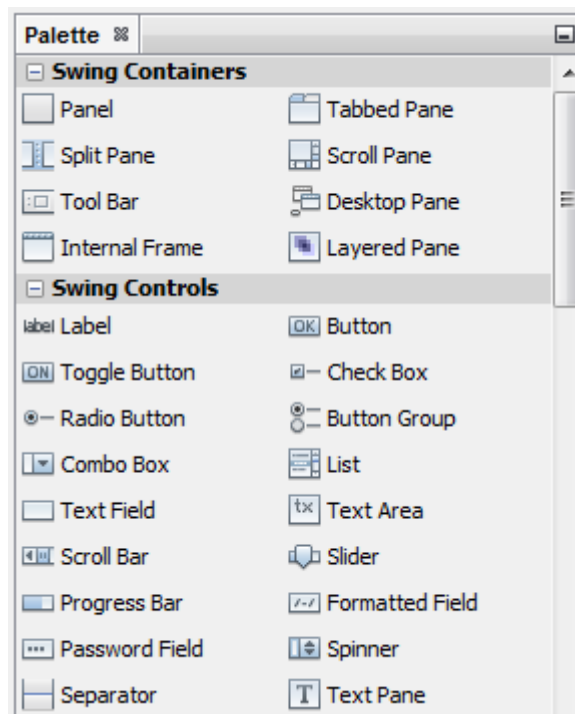 Palette
Swing Containers
Panel Tabbed Pane
Split Pane Scroll Pane
Tool Bar Desktop Pane
Internal Frame Layered Pane
Swing Controls
label Label OK Button
ON Toggle Button Check Box
Radio Button Button Group
Combo Box List
Text Field tx Text Area
Scroll Bar Slider
Progress Bar Formatted Field
Password Field Spinner
Separator T Text Pane